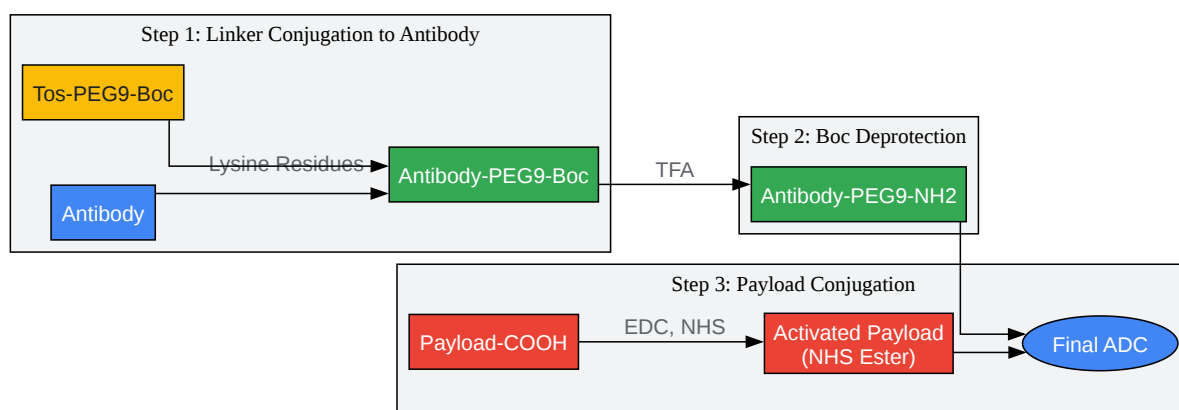 Step 1: Linker Conjugation to Antibody
Tos-PEG9-Boc
Lysine Residues
Antibody-PEG9-Boc
Antibody
TFA
Step 2: Boc Deprotection
Antibody-PEG9-NH2
Step 3: Payload Conjugation
Payload-COOH
EDC, NHS
Activated Payload
(NHS Ester)
Final ADC